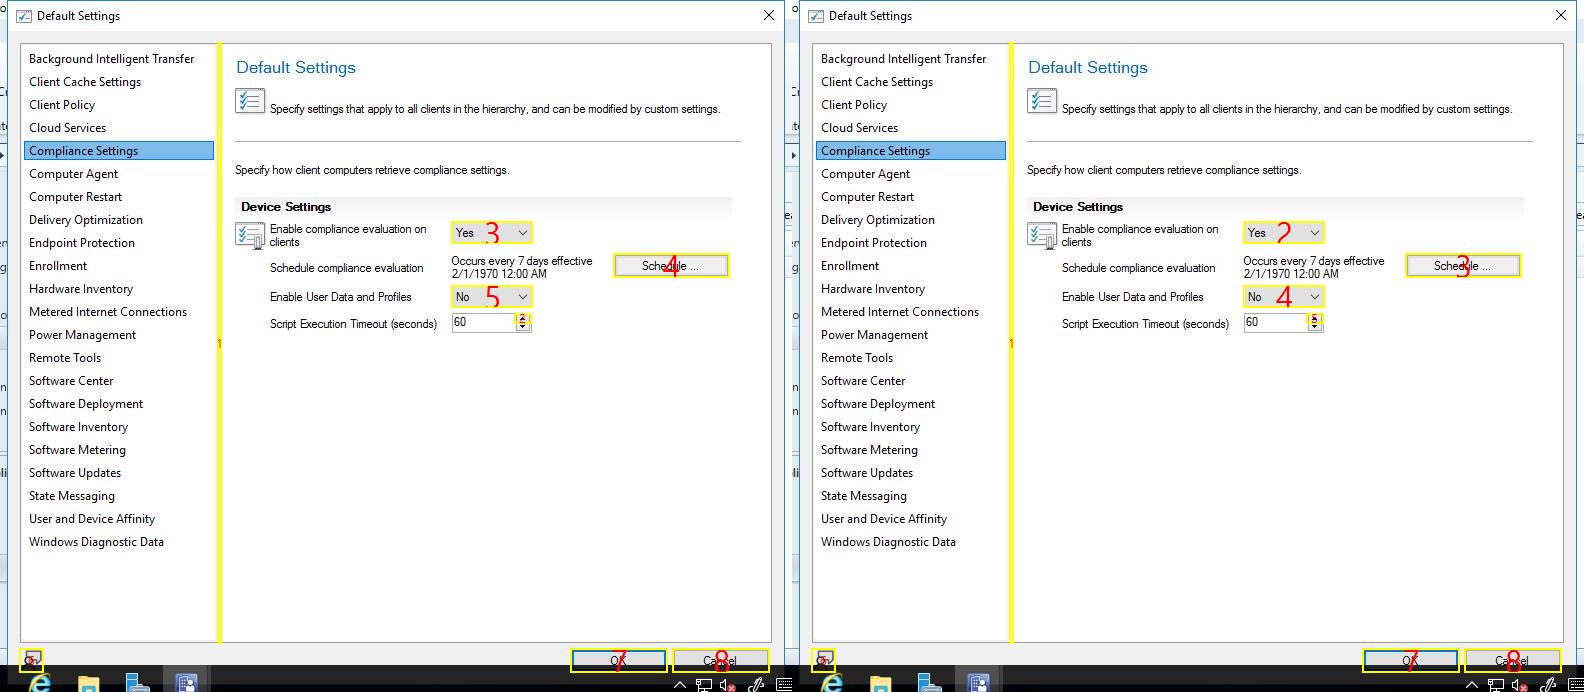 Default Settings
Background Intelligent Transfer
Client Cache Settings
Client Policy
Cloud Services
Compliance Settings
Computer Agent
Computer Restart
Delivery Optimization
Endpoint Protection
Enrollment
Hardware Inventory
Metered Internet Connections
Power Management
Remote Tools
Software Center
Software Deployment
Software Inventory
Software Metering
Software Updates
State Messaging
User and Device Affinity
Windows Diagnostic Data
1
Default Settings
Specify settings that apply to all clients in the hierarchy, and can be modified by custom settings.
Specify how client computers retrieve compliance settings.
Device Settings
Enable compliance evaluation on clients
Yes 3
Schedule compliance evaluation
Occurs every 7 days effective
2/1/1970 12:00 AM
Schedule ... 4
Enable User Data and Profiles
No 5
Script Execution Timeout (seconds)
60
OK 7
Cancel 8
Default Settings
Background Intelligent Transfer
Client Cache Settings
Client Policy
Cloud Services
Compliance Settings
Computer Agent
Computer Restart
Delivery Optimization
Endpoint Protection
Enrollment
Hardware Inventory
Metered Internet Connections
Power Management
Remote Tools
Software Center
Software Deployment
Software Inventory
Software Metering
Software Updates
State Messaging
User and Device Affinity
Windows Diagnostic Data
1
Default Settings
Specify settings that apply to all clients in the hierarchy, and can be modified by custom settings.
Specify how client computers retrieve compliance settings.
Device Settings
Enable compliance evaluation on clients
Yes 2
Schedule compliance evaluation
Occurs every 7 days effective
2/1/1970 12:00 AM
Schedule ... 3
Enable User Data and Profiles
No 4
Script Execution Timeout (seconds)
60
OK 7
Cancel 8